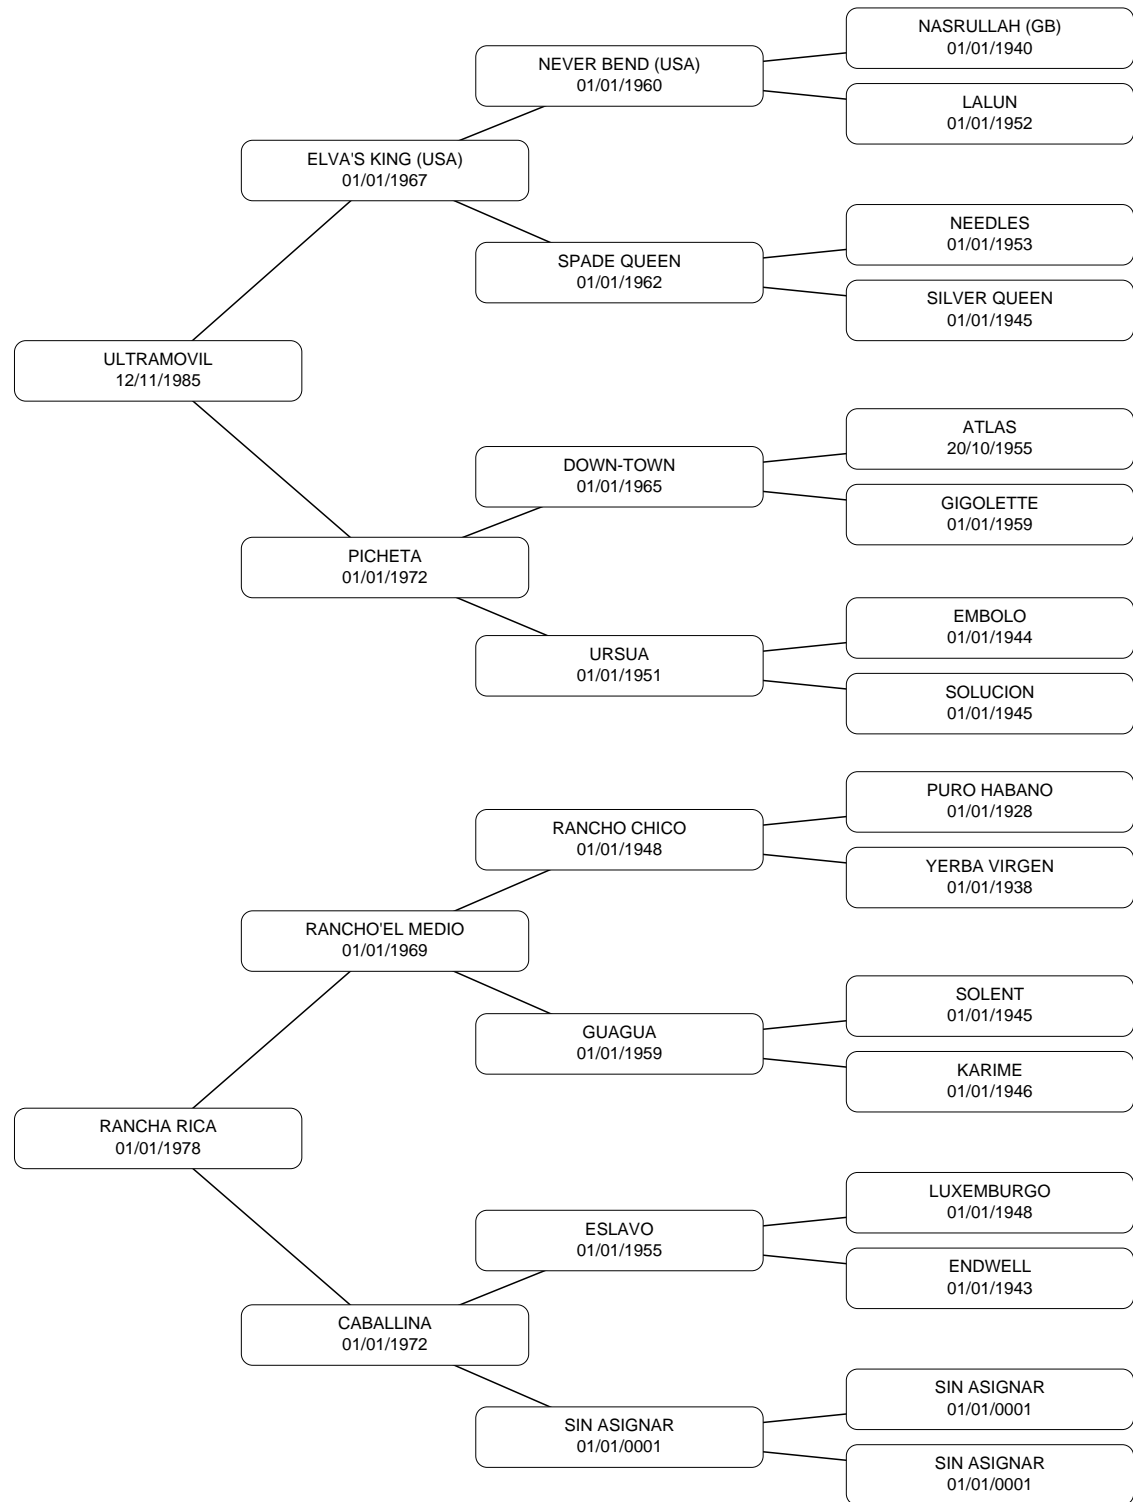 NASRULLAH (GB)
01/01/1940
NEVER BEND (USA)
01/01/1960
LALUN
01/01/1952
ELVA'S KING (USA)
01/01/1967
NEEDLES
01/01/1953
SPADE QUEEN
01/01/1962
SILVER QUEEN
01/01/1945
ULTRAMOVIL
12/11/1985
ATLAS
20/10/1955
DOWN-TOWN
01/01/1965
GIGOLETTE
01/01/1959
PICHETA
01/01/1972
EMBOLO
01/01/1944
URSUA
01/01/1951
SOLUCION
01/01/1945
PURO HABANO
01/01/1928
RANCHO CHICO
01/01/1948
YERBA VIRGEN
01/01/1938
RANCHO'EL MEDIO
01/01/1969
SOLENT
01/01/1945
GUAGUA
01/01/1959
KARIME
01/01/1946
RANCHA RICA
01/01/1978
LUXEMBURGO
01/01/1948
ESLAVO
01/01/1955
ENDWELL
01/01/1943
CABALLINA
01/01/1972
SIN ASIGNAR
01/01/0001
SIN ASIGNAR
01/01/0001
SIN ASIGNAR
01/01/0001